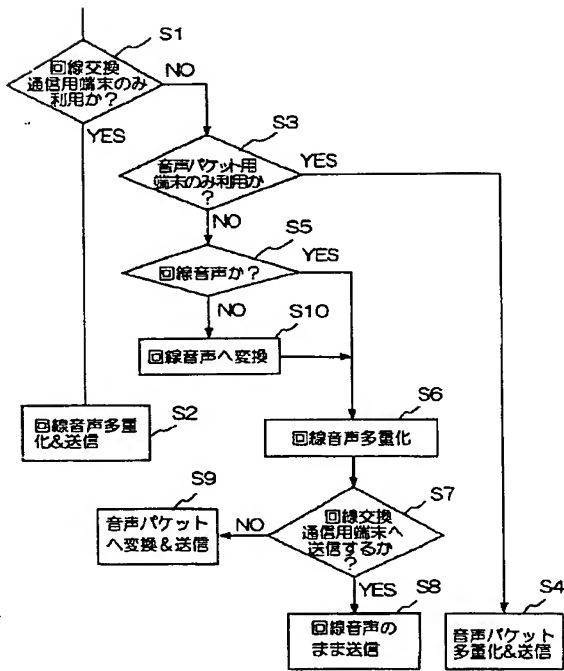 S1
回線交換
通信用端末のみ
利用か?
NO
YES
S3
音声パケット用
端末のみ利用か
?
YES
NO
S5
回線音声か?
YES
NO
S10
回線音声へ変換
S2
回線音声多重
化&送信
S6
回線音声多重化
S7
回線交換
通信用端末へ
送信するか
?
NO
S9
音声パケット
へ変換&送信
YES
S8
回線音声の
まま送信
S4
音声パケット
多重化&送信